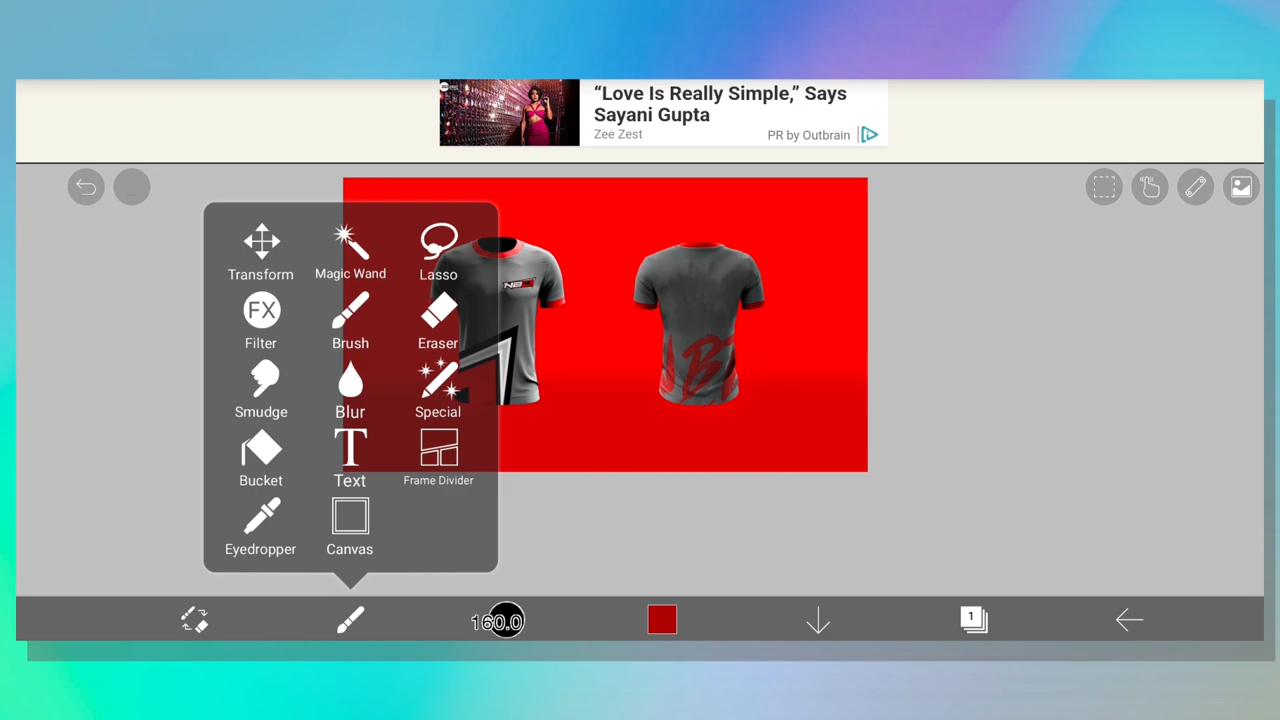 “Love Is Really Simple,” Says
Sayani Gupta
Zee Zest
PR by Outbrain
Transform
Magic Wand
Lasso
FX
Filter
Brush
Eraser
Smudge
Blur
Special
T
Bucket
Text
Frame Divider
Eyedropper
Canvas
160.0
1